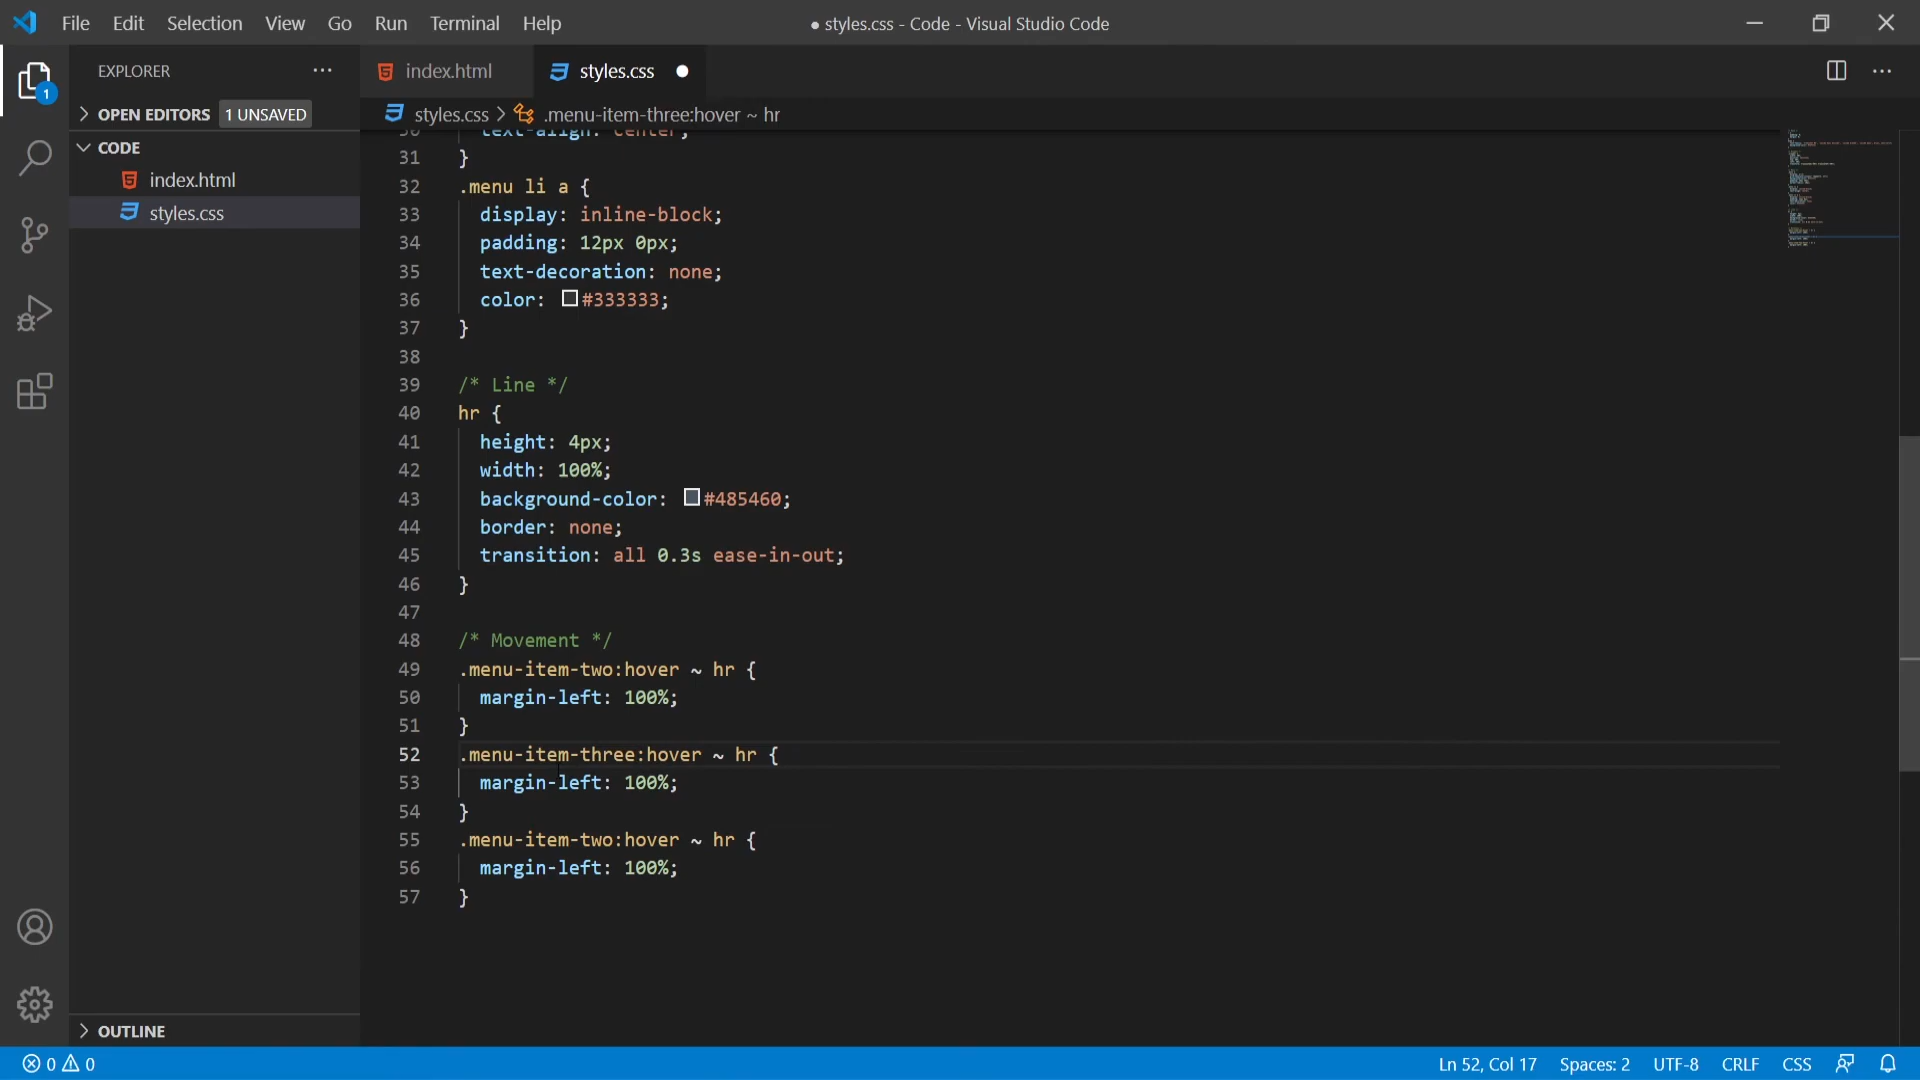 File Edit Selection View Go Run Terminal Help
● styles.css - Code - Visual Studio Code
EXPLORER
1
OPEN EDITORS 1 UNSAVED
CODE
index.html
styles.css
OUTLINE
index.html
styles.css
styles.css > .menu-item-three:hover ~ hr
30 text-align: center;
31 }
32 .menu li a {
33 display: inline-block;
34 padding: 12px 0px;
35 text-decoration: none;
36 color: #333333;
37 }
38
39 /* Line */
40 hr {
41 height: 4px;
42 width: 100%;
43 background-color: #485460;
44 border: none;
45 transition: all 0.3s ease-in-out;
46 }
47
48 /* Movement */
49 .menu-item-two:hover ~ hr {
50 margin-left: 100%;
51 }
52 .menu-item-three:hover ~ hr {
53 margin-left: 100%;
54 }
55 .menu-item-two:hover ~ hr {
56 margin-left: 100%;
57 }
0 0
Ln 52, Col 17 Spaces: 2 UTF-8 CRLF CSS